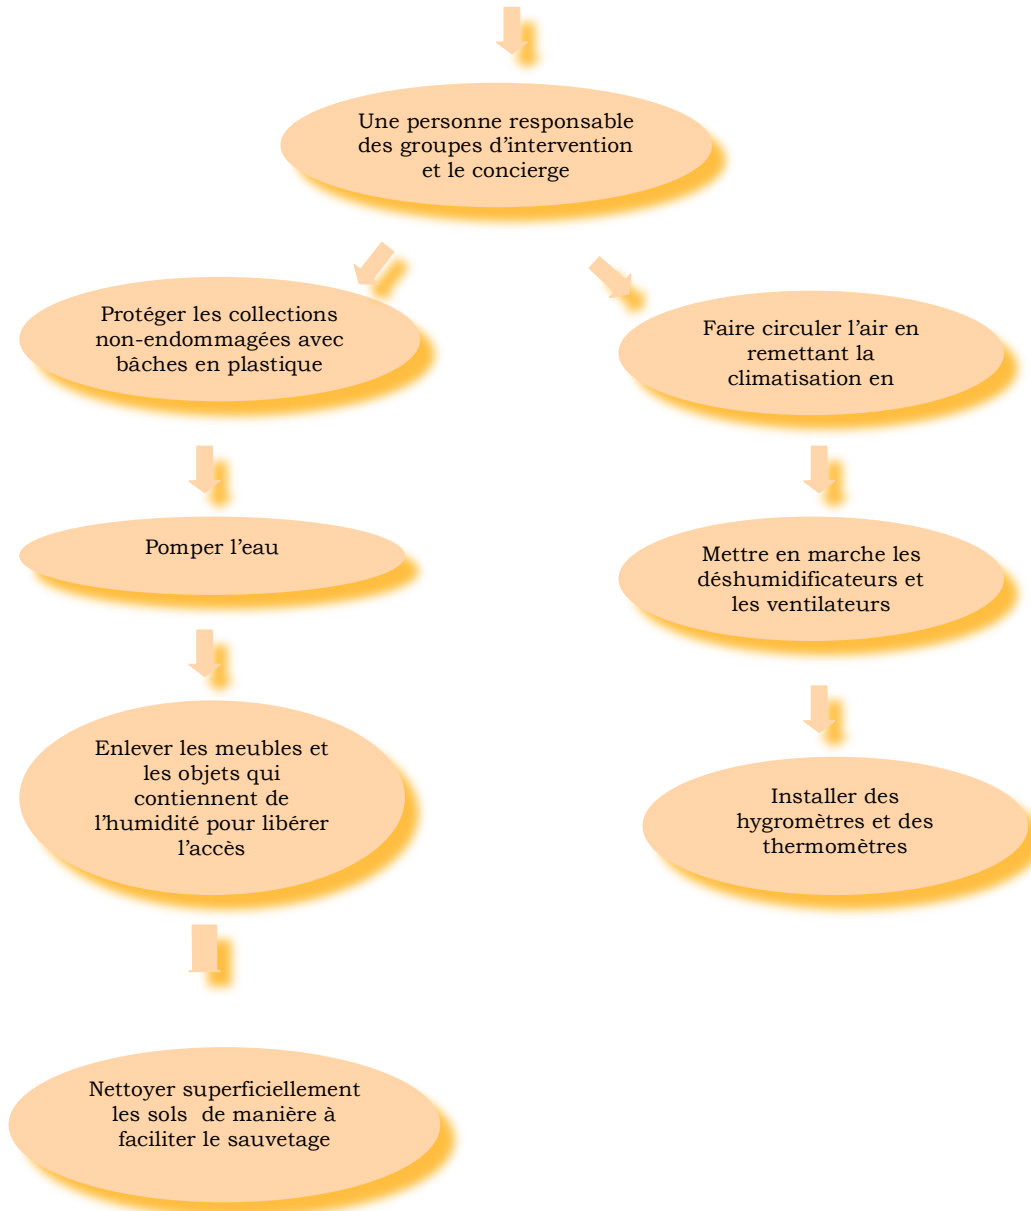 Une personne responsable
des groupes d’intervention
et le concierge
Protéger les collections
non-endommagées avec
bâches en plastique
Faire circuler l’air en
remettant la
climatisation en
Pomper l’eau
Mettre en marche les
déshumidificateurs et
les ventilateurs
Enlever les meubles et
les objets qui
contiennent de
l’humidité pour libérer
l’accès
Installer des
hygromètres et des
thermomètres
Nettoyer superficiellement
les sols de manière à
faciliter le sauvetage